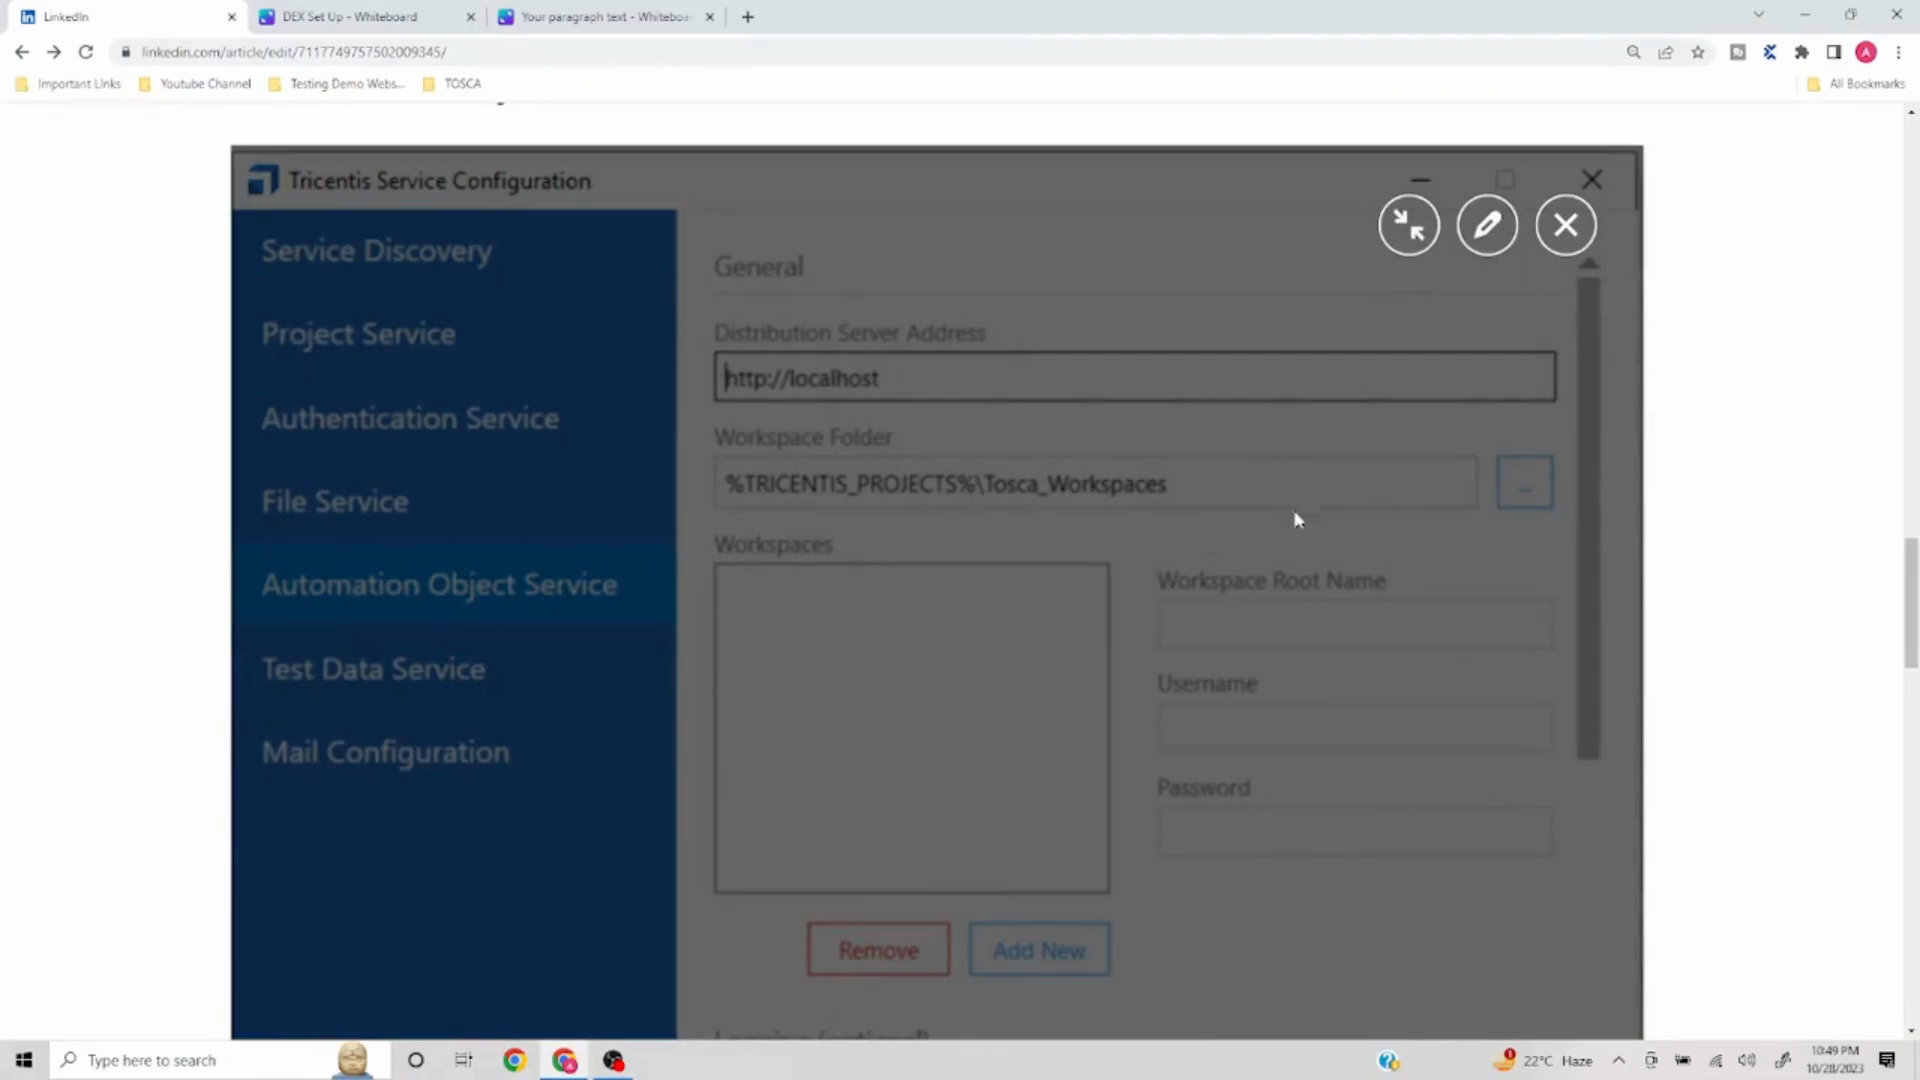 LinkedIn
DEX Set Up - Whiteboard
Your paragraph text - Whiteboa
linkedin.com/article/edit/7117749757502009345/
Important Links
Youtube Channel
Testing Demo Webs...
TOSCA
All Bookmarks
Tricentis Service Configuration
Service Discovery
Project Service
Authentication Service
File Service
Automation Object Service
Test Data Service
Mail Configuration
General
Distribution Server Address
http://localhost
Workspace Folder
%TRICENTIS_PROJECTS%\Tosca_Workspaces
...
Workspaces
Workspace Root Name
Username
Password
Remove
Add New
Type here to search
22°C Haze
10:49 PM
10/28/2023